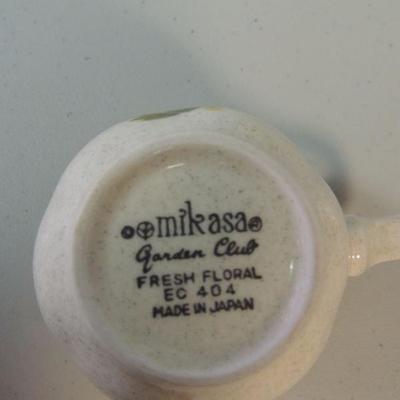 mikasa®
Garden Club
FRESH FLORAL
EC 404
MADE IN JAPAN